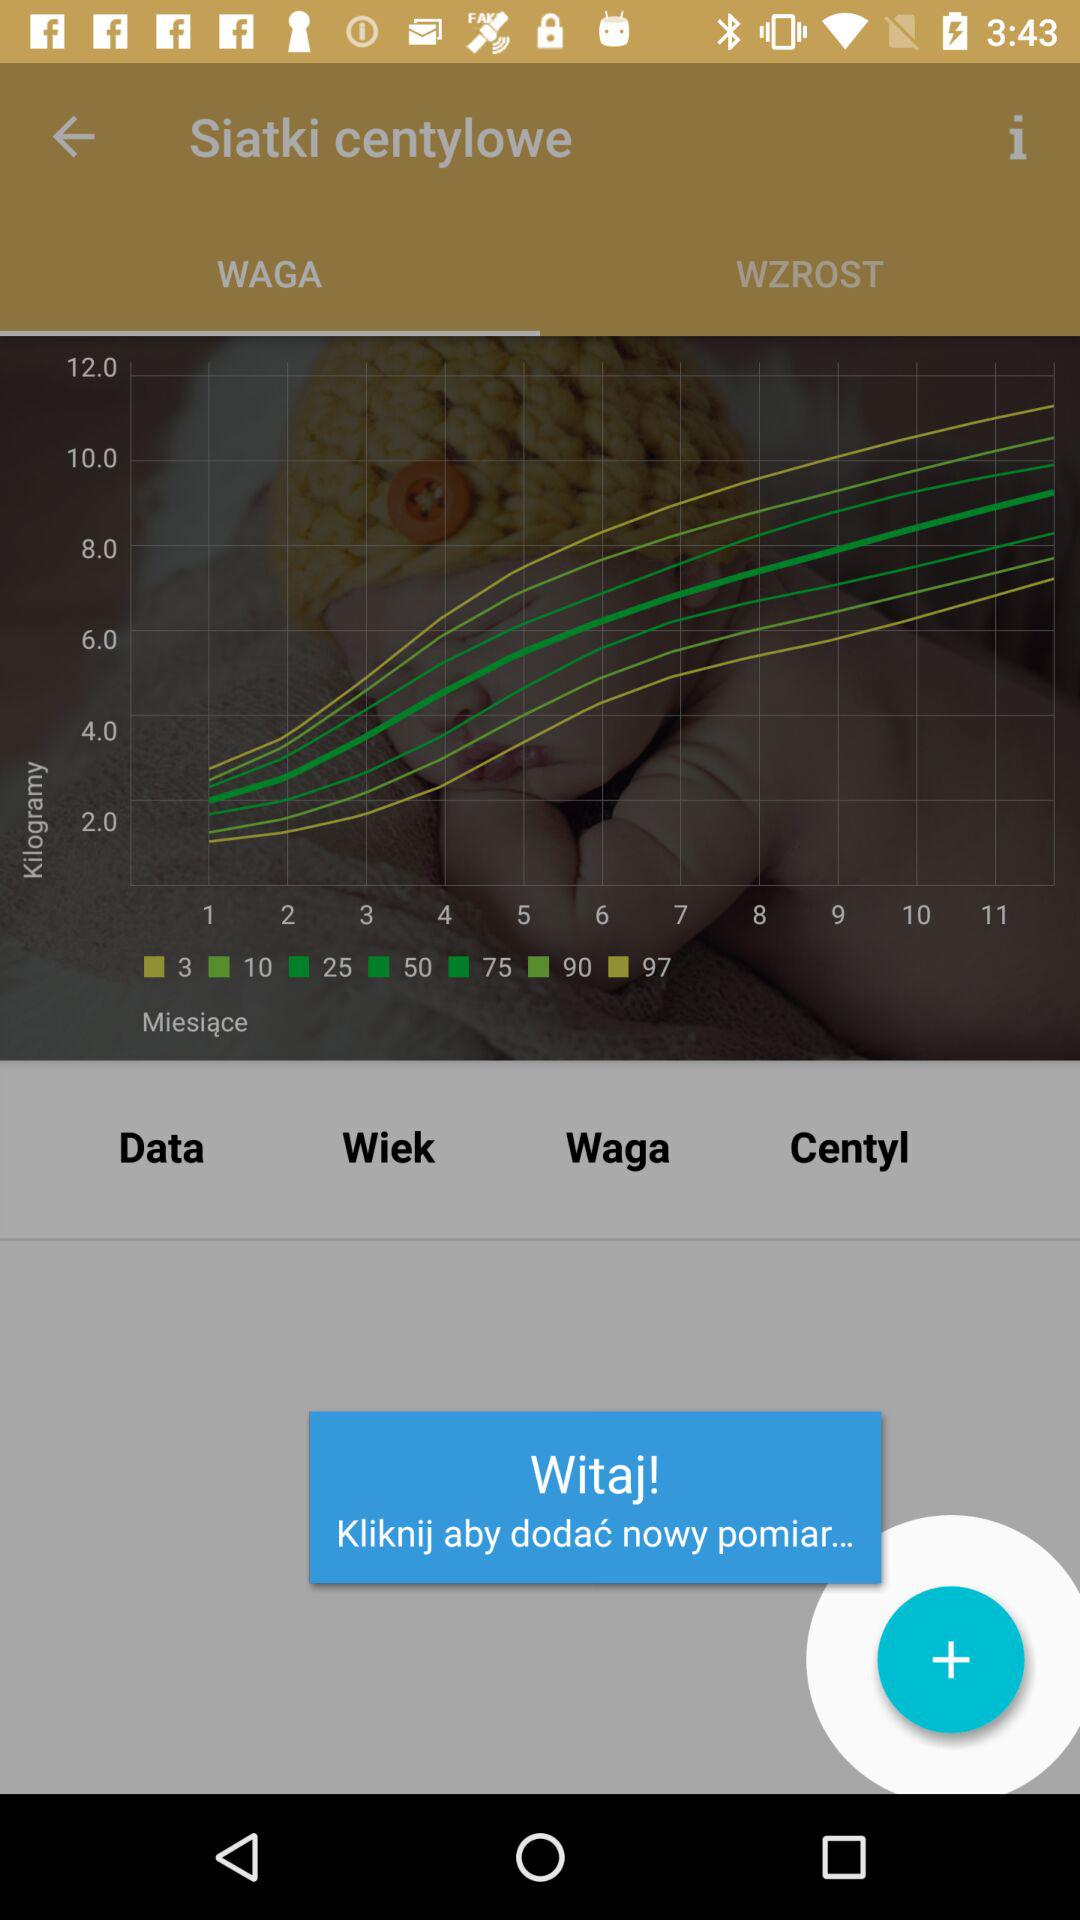 FAKE
3:43
Siatki centylowe
WAGA
WZROST
12.0
10.0
8.0
6.0
4.0
2.0
Kilogramy
1 2 3 4 5 6 7 8 9 10 11
3 10 25 50 75 90 97
Miesiące
Data Wiek Waga Centyl
Witaj!
Kliknij aby dodać nowy pomiar...